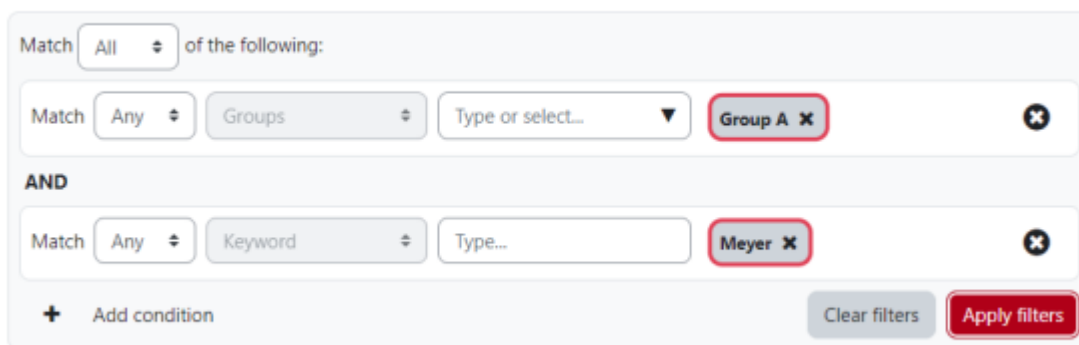 Match All of the following:
Match Any Groups Type or select... Group A
AND
Match Any Keyword Type... Meyer
Add condition Clear filters Apply filters